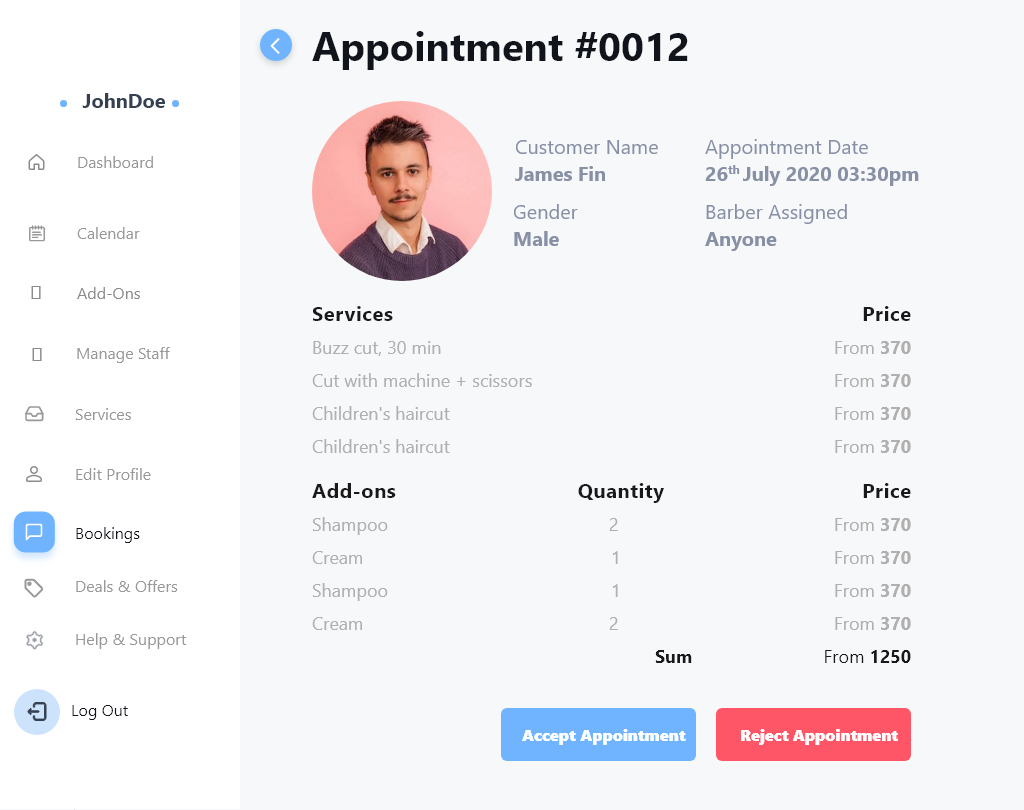 JohnDoe
Dashboard
Calendar
Add-Ons
Manage Staff
Services
Edit Profile
Bookings
Deals & Offers
Help & Support
Log Out
Appointment #0012
Customer Name
James Fin
Appointment Date
26th July 2020 03:30pm
Gender
Male
Barber Assigned
Anyone
Services Price
Buzz cut, 30 min From 370
Cut with machine + scissors From 370
Children's haircut From 370
Children's haircut From 370
Add-ons Quantity Price
Shampoo 2 From 370
Cream 1 From 370
Shampoo 1 From 370
Cream 2 From 370
Sum From 1250
Accept Appointment Reject Appointment